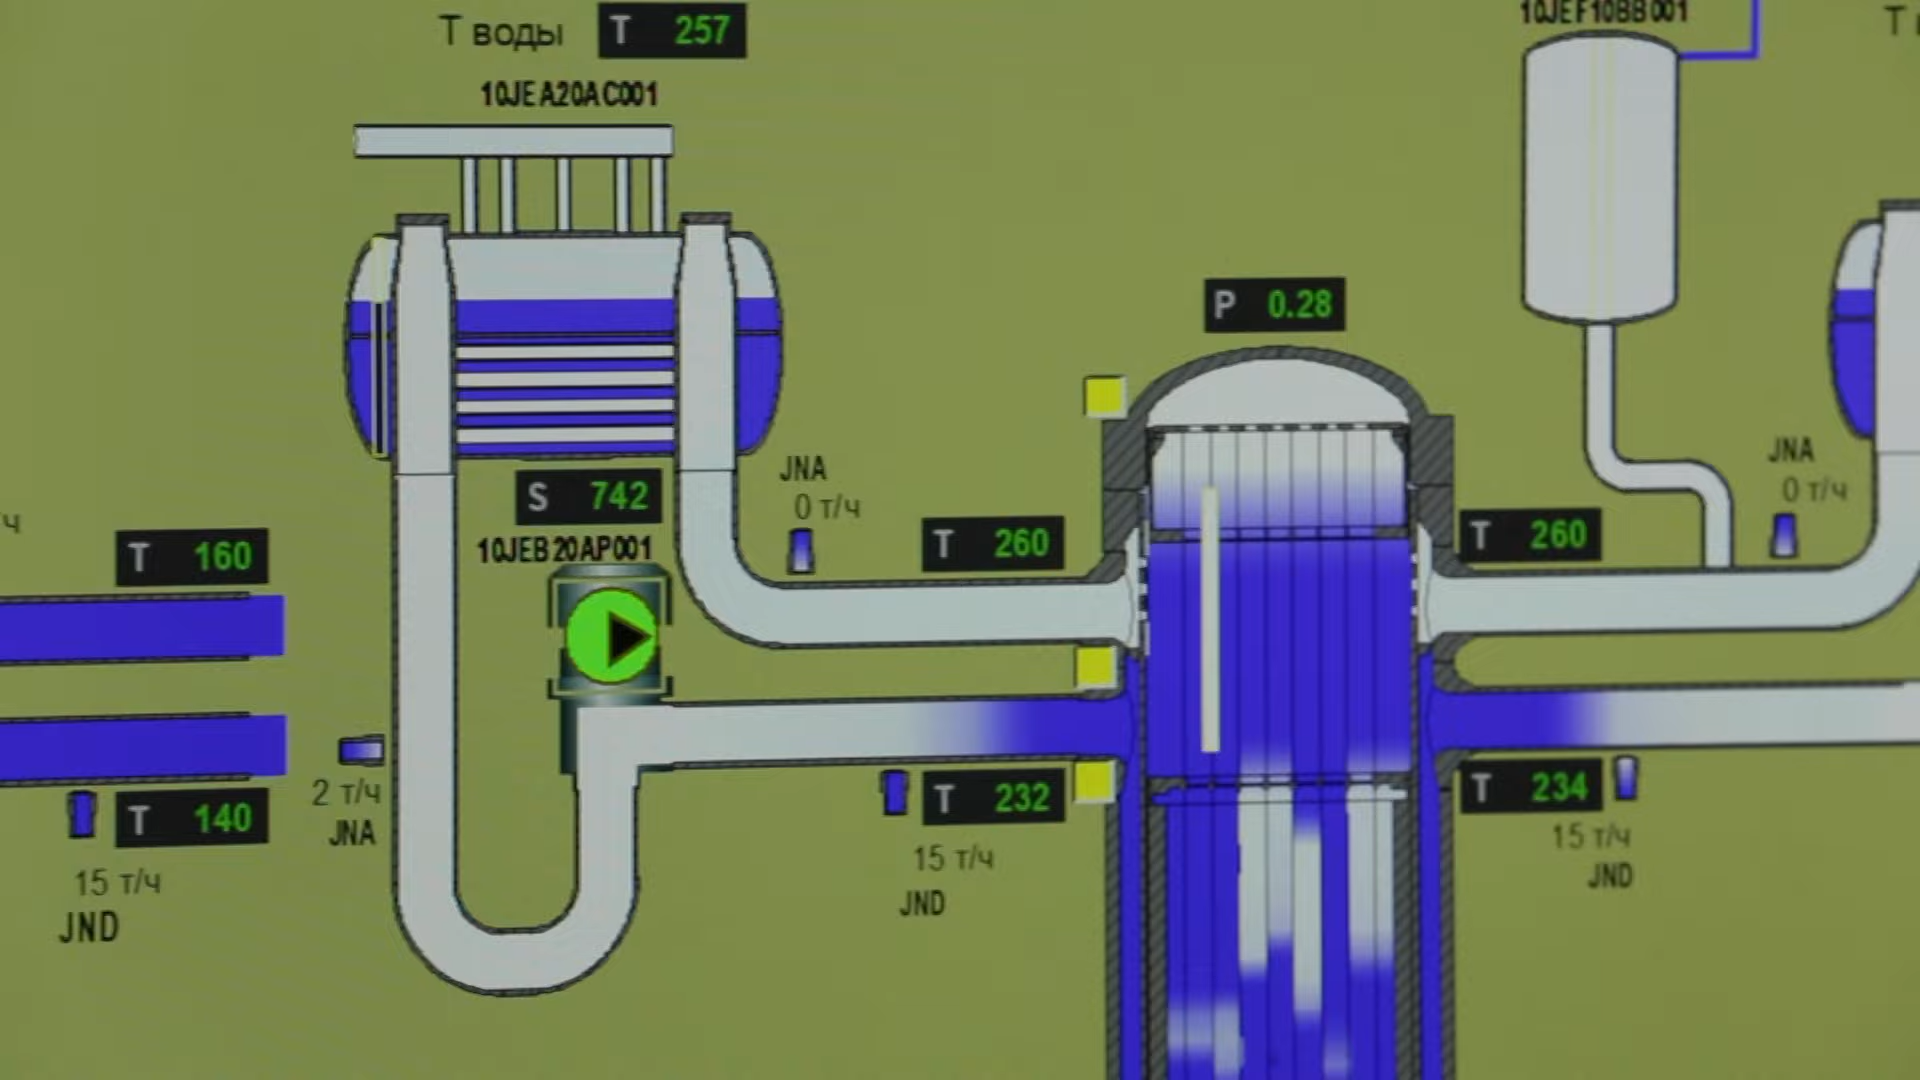 Т воды T 257
10JEF10BB001
Т
10JEA20AC001
P 0.28
JNA
0 т/ч
JNA
0 т/ч
S 742
T 260
T 260
T 160
10JEB20AP001
T 232
T 234
2 т/ч
JNA
T 140
15 т/ч
JND
15 т/ч
JND
15 т/ч
JND